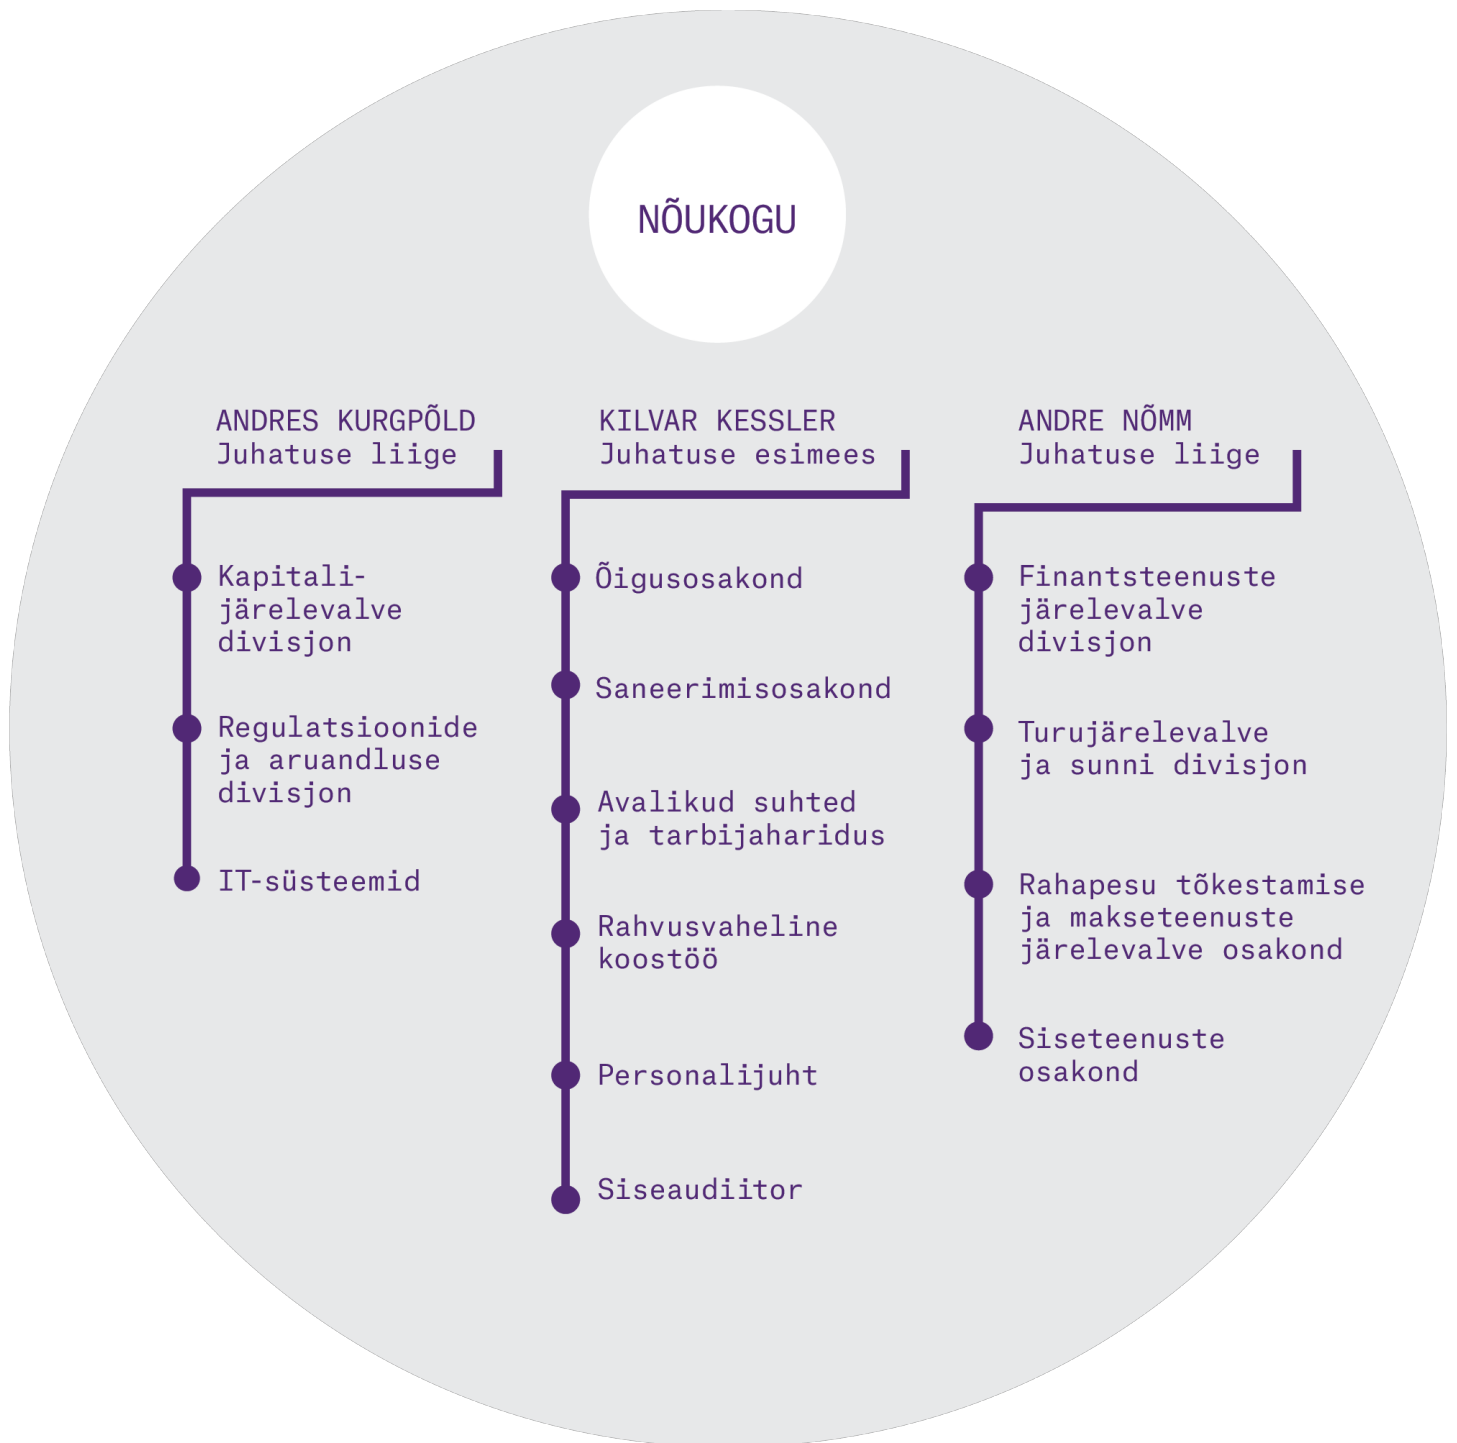 NÕUKOGU
ANDRES KURGPÕLD
Juhatuse liige
Kapitali-
järelevalve
divisjon
Regulatsioonide
ja aruandluse
divisjon
IT-süsteemid
KILVAR KESSLER
Juhatuse esimees
Õigusosakond
Saneerimisosakond
Avalikud suhted
ja tarbijaharidus
Rahvusvaheline
koostöö
Personalijuht
Siseaudiitor
ANDRE NÕMM
Juhatuse liige
Finantsteenuste
järelevalve
divisjon
Turujärelevalve
ja sunni divisjon
Rahapesu tõkestamise
ja makseteenuste
järelevalve osakond
Siseteenuste
osakond